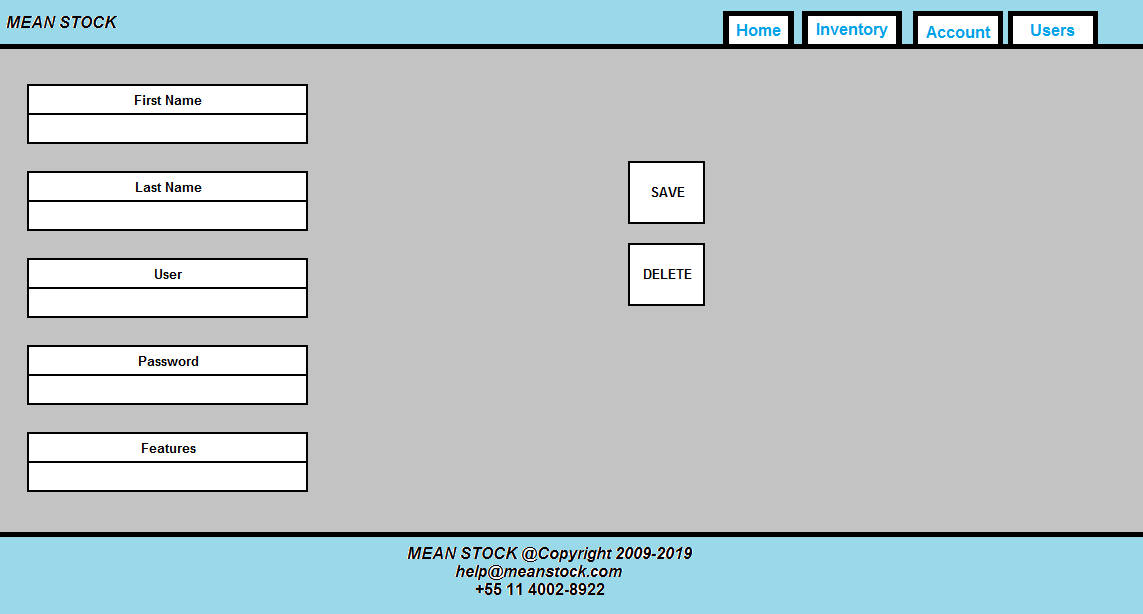 MEAN STOCK
Home Inventory Account Users
First Name
Last Name
SAVE
User
DELETE
Password
Features
MEAN STOCK @Copyright 2009-2019
help@meanstock.com
+55 11 4002-8922